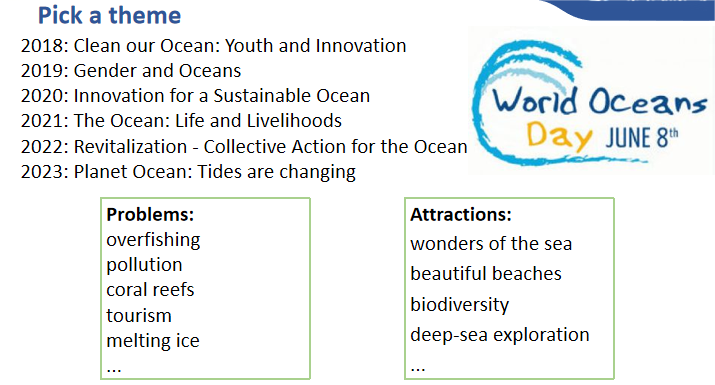 Pick a theme
2018: Clean our Ocean: Youth and Innovation
2019: Gender and Oceans
2020: Innovation for a Sustainable Ocean
2021: The Ocean: Life and Livelihoods
2022: Revitalization - Collective Action for the Ocean
2023: Planet Ocean: Tides are changing
World Oceans
Day JUNE 8th
Problems:
overfishing
pollution
coral reefs
tourism
melting ice
...
Attractions:
wonders of the sea
beautiful beaches
biodiversity
deep-sea exploration
...